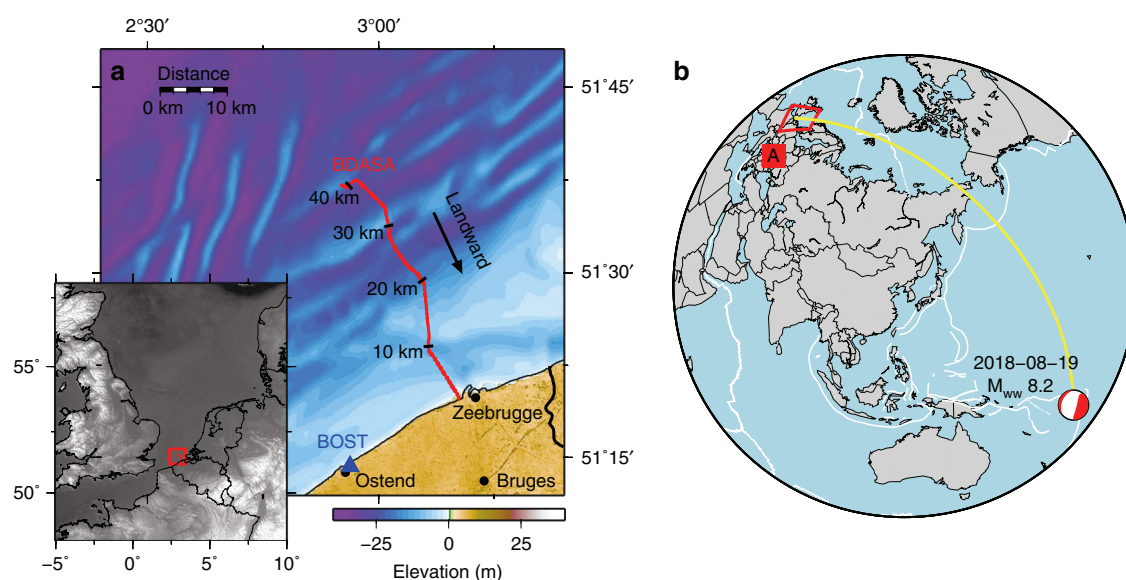 2°30′ 3°00′
a
Distance
0 km 10 km
51°45′
BDASA
40 km
30 km
Landward
51°30′
20 km
10 km
Zeebrugge
BOST
Ostend
Bruges
51°15′
55°
50°
−5° 0° 5° 10°
−25 0 25
Elevation (m)
b
A
2018–08–19
Mww 8.2